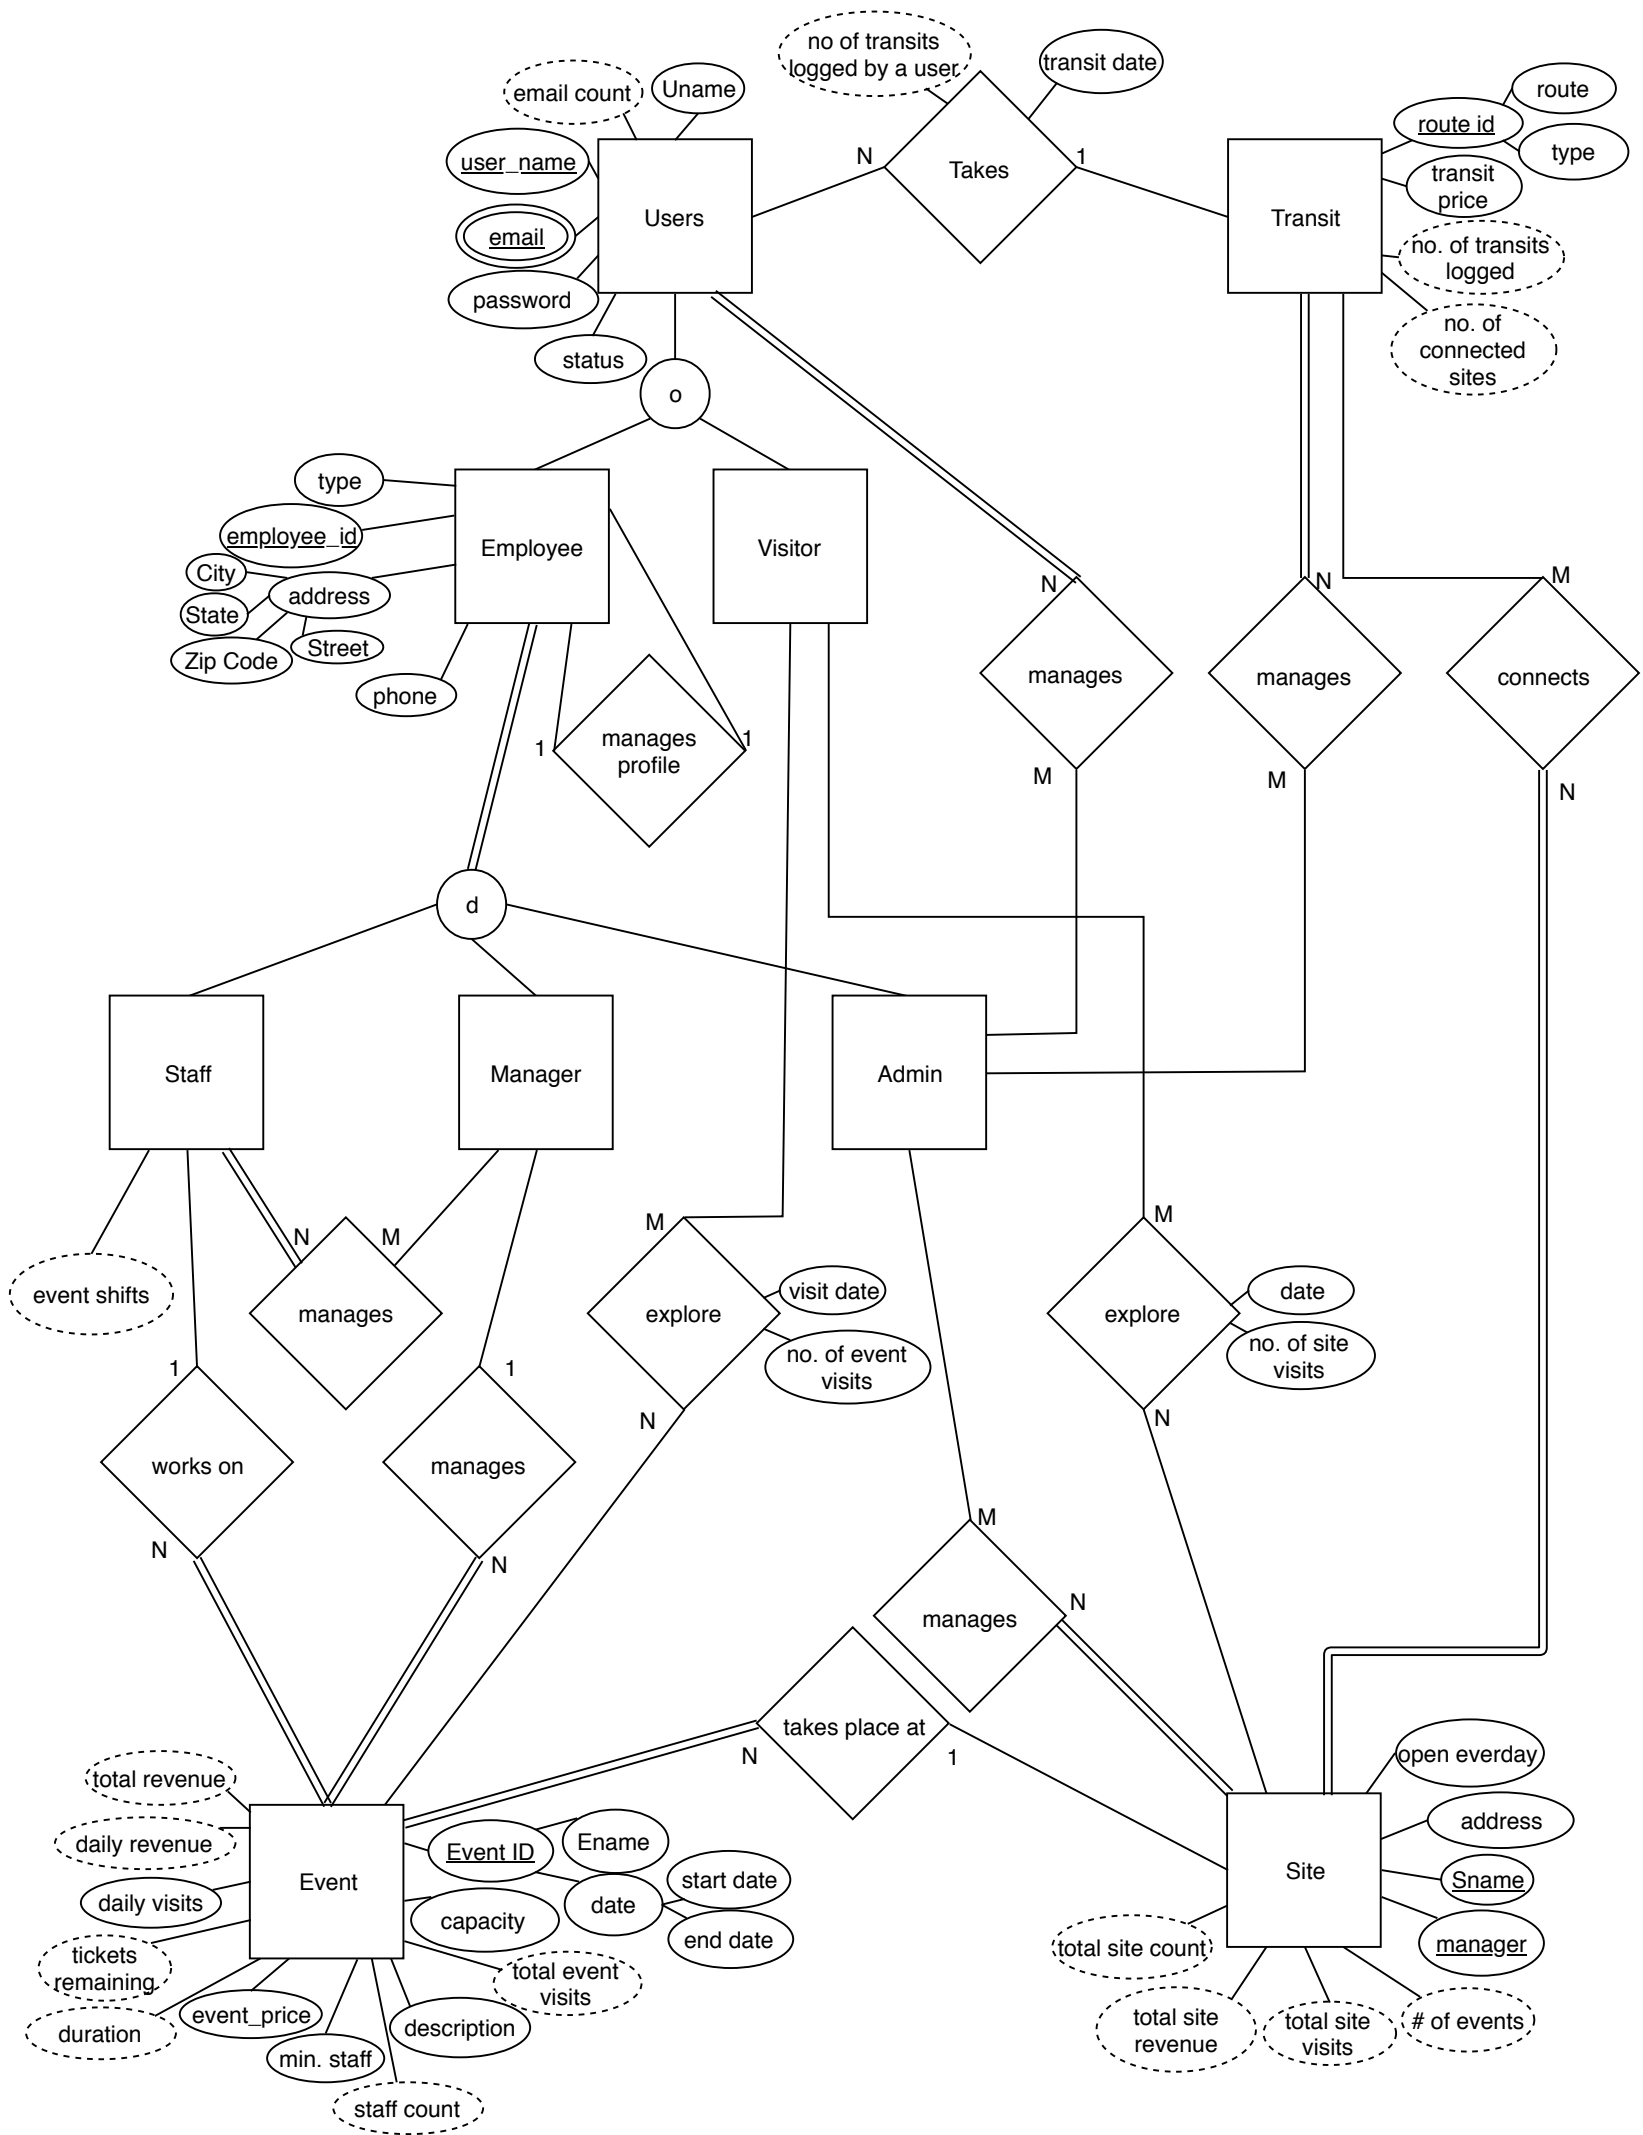 no of transits
logged by a user
transit date
email count
Uname
route
route id
type
user_name
N
Takes
1
transit
price
Users
Transit
email
no. of transits
logged
password
status
no. of
connected
sites
o
type
employee_id
Employee
Visitor
City
address
State
Street
Zip Code
phone
N
N
M
manages
manages
connects
1
manages
profile
1
M
M
N
d
Staff
Manager
Admin
event shifts
N
M
manages
M
explore
visit date
no. of event
visits
N
M
explore
date
no. of site
visits
N
1
works on
N
1
manages
N
M
manages
N
takes place at
N
1
total revenue
daily revenue
daily visits
tickets
remaining
duration
event_price
min. staff
staff count
description
total event
visits
Event
Event ID
Ename
date
start date
end date
capacity
open everday
address
Site
Sname
manager
total site count
total site
revenue
total site
visits
# of events